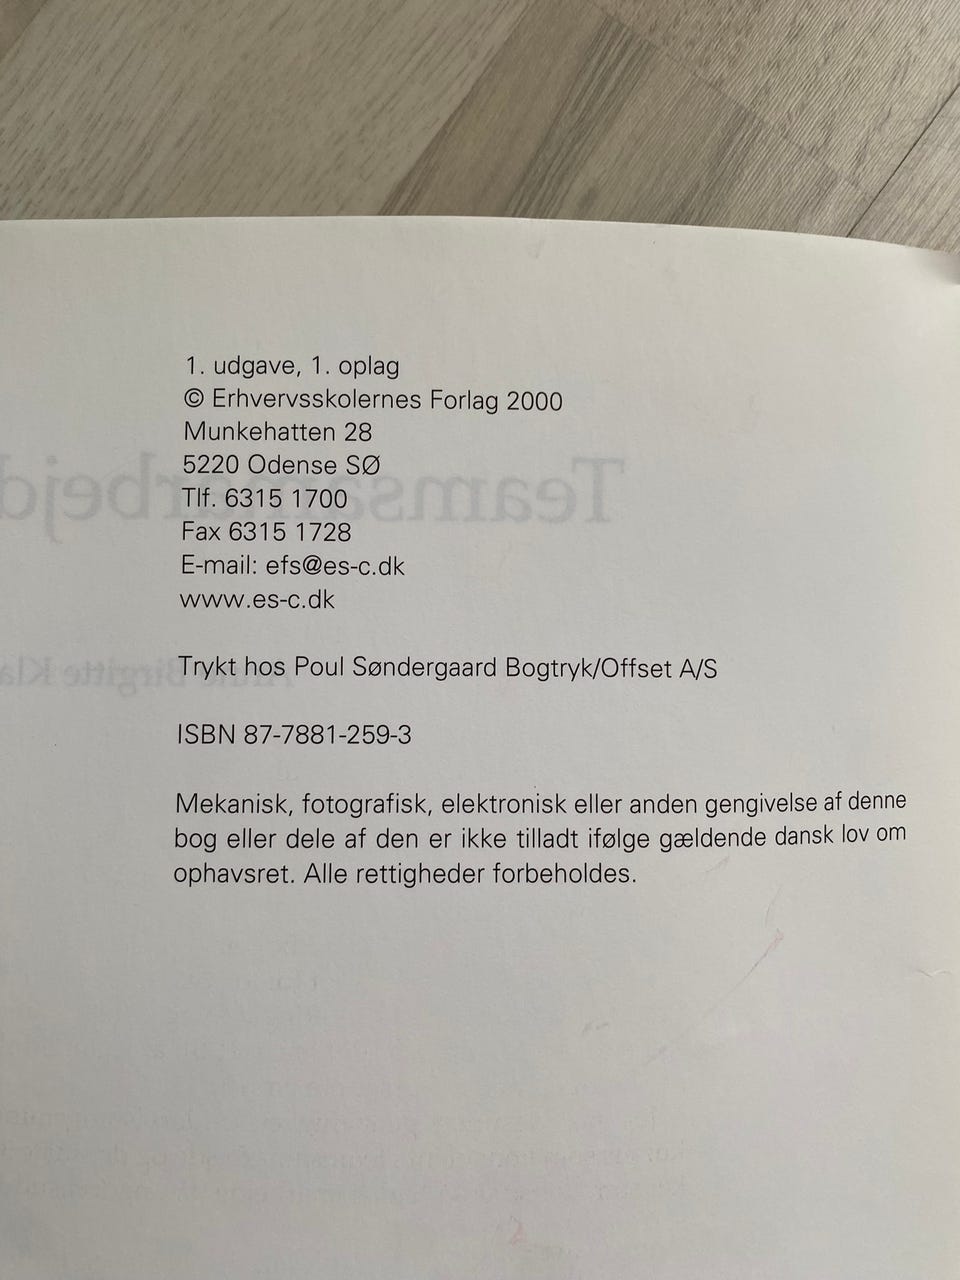 1. udgave, 1. oplag
© Erhvervsskolernes Forlag 2000
Munkehatten 28
5220 Odense SØ
Tlf. 6315 1700
Fax 6315 1728
E-mail: efs@es-c.dk
www.es-c.dk
Trykt hos Poul Søndergaard Bogtryk/Offset A/S
ISBN 87-7881-259-3
Mekanisk, fotografisk, elektronisk eller anden gengivelse af denne
bog eller dele af den er ikke tilladt ifølge gældende dansk lov om
ophavsret. Alle rettigheder forbeholdes.